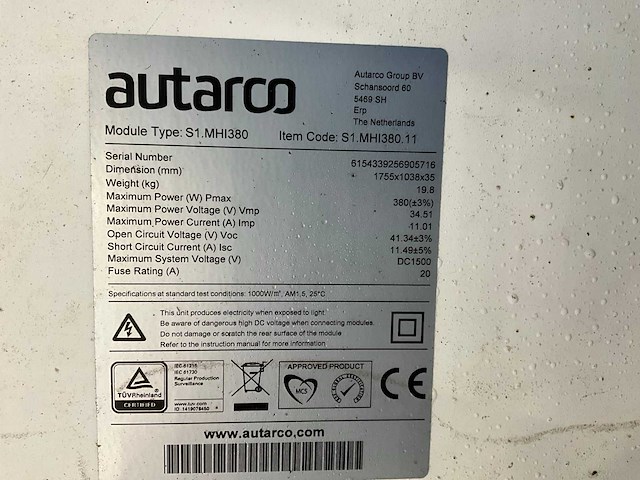 autarco
Autarco Group BV
Schansoord 60
5469 SH
Erp
The Netherlands
Module Type: S1.MHI380 Item Code: S1.MHI380.11
Serial Number 6154339256905716
Dimension (mm) 1755x1038x35
Weight (kg) 19.8
Maximum Power (W) Pmax 380(±3%)
Maximum Power Voltage (V) Vmp 34.51
Maximum Power Current (A) Imp 11.01
Open Circuit Voltage (V) Voc 41.34±3%
Short Circuit Current (A) Isc 11.49±5%
Maximum System Voltage (V) DC1500
Fuse Rating (A) 20
Specifications at standard test conditions: 1000W/m², AM1.5, 25°C
This unit produces electricity when exposed to light
Be aware of dangerous high DC voltage when connecting modules.
Do not damage or scratch the rear surface of the module
Refer to the instruction manual for more information
TÜVRheinland
CERTIFIED
IEC 61215
IEC 61730
Regular Production
Surveillance
www.tuv.com
ID 1419076450
APPROVED PRODUCT
MCS
CE
www.autarco.com